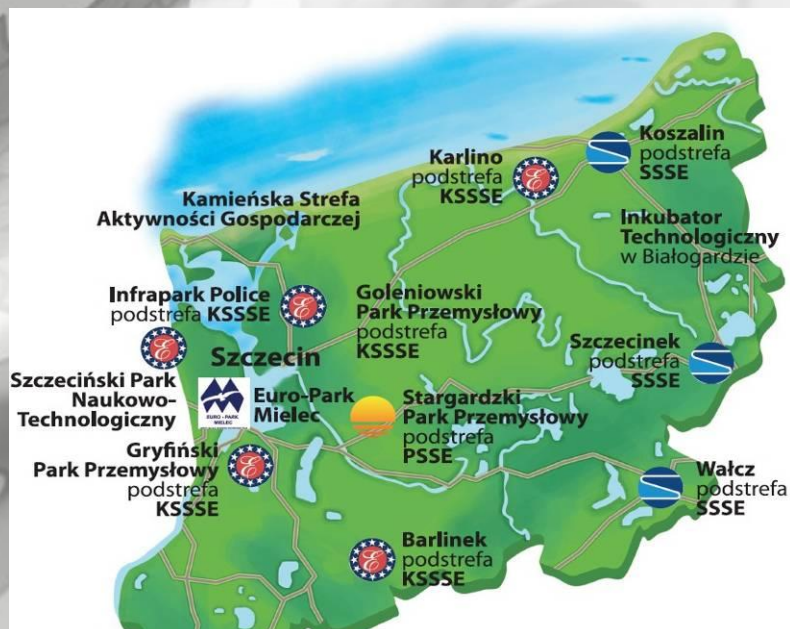 Koszalin
podstrefa
SSSE
Karlino
podstrefa
KSSSE
Kamieńska Strefa
Aktywności Gospodarczej
Inkubator
Technologiczny
w Białogardzie
Infrapark Police
podstrefa KSSSE
Goleniowski
Park Przemysłowy
podstrefa
KSSSE
Szczecinek
podstrefa
SSSE
Szczecin
Szczeciński Park
Naukowo-
Technologiczny
EURO-PARK
MIELEC
Euro-Park
Mielec
Stargardzki
Park Przemysłowy
podstrefa
PSSE
Gryfiński
Park Przemysłowy
podstrefa
KSSSE
Wałcz
podstrefa
SSSE
Barlinek
podstrefa
KSSSE